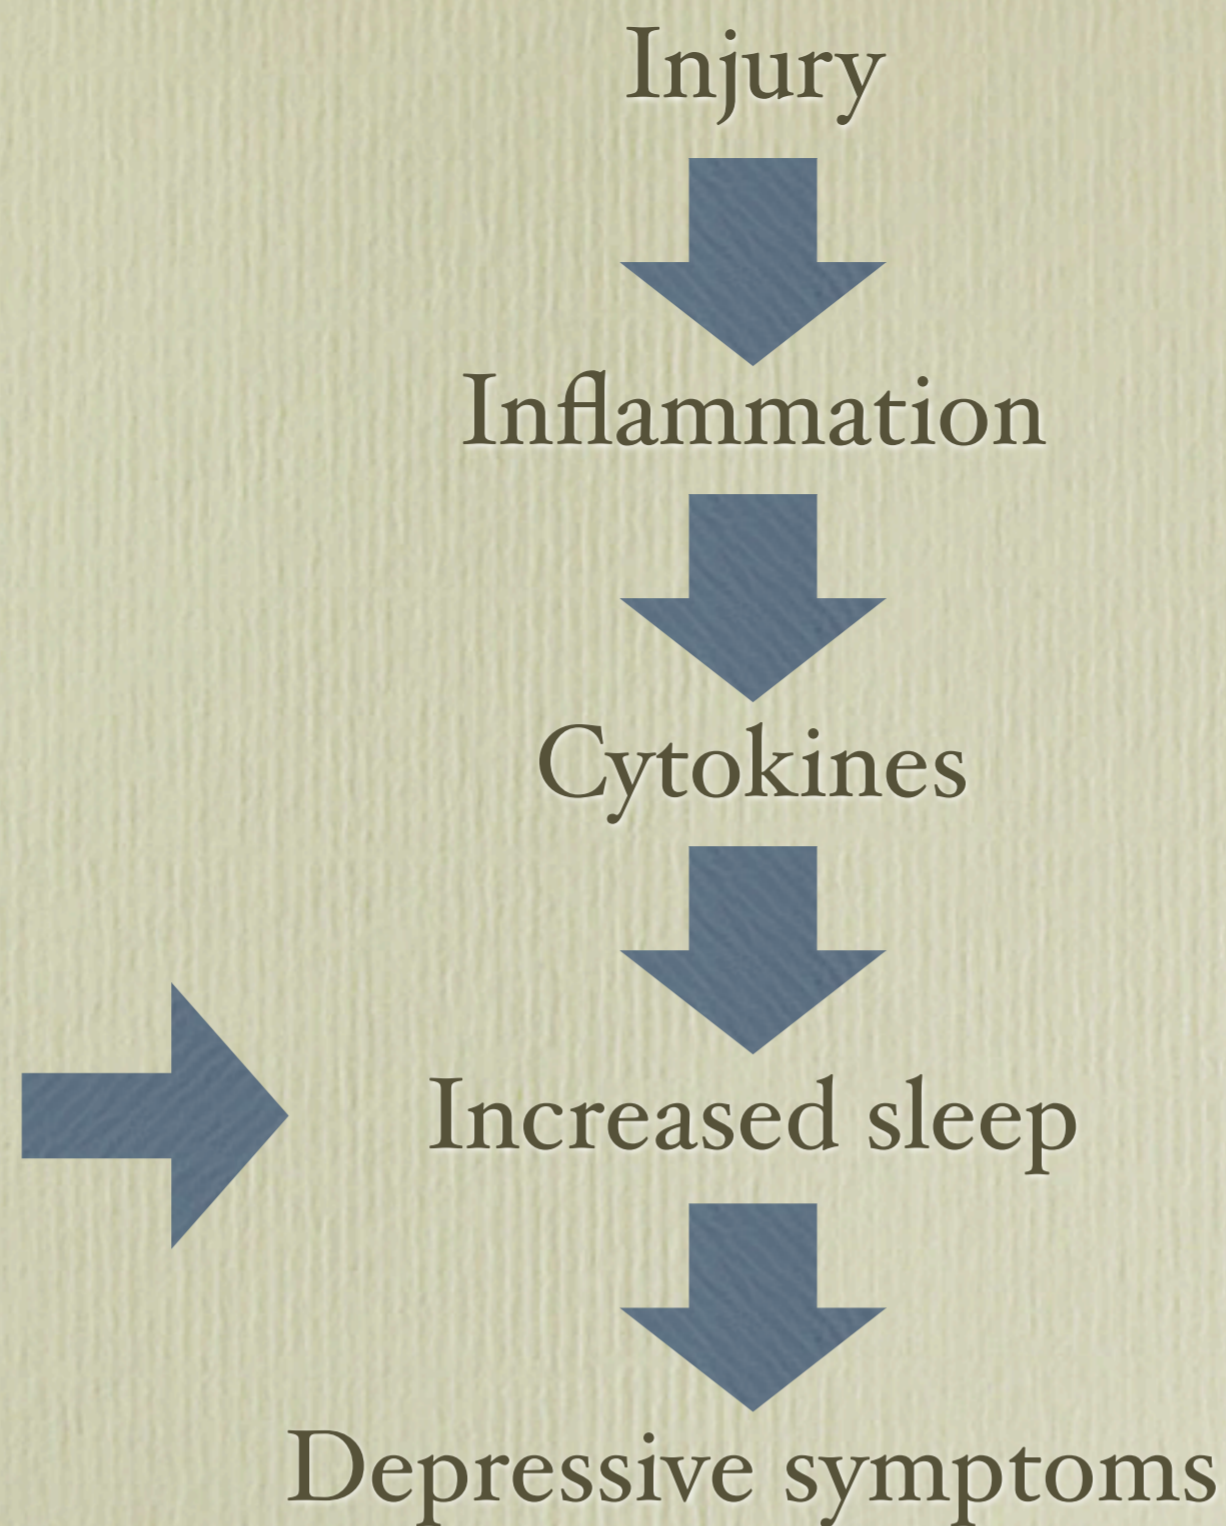 Injury
Inflammation
Cytokines
Increased sleep
Depressive symptoms